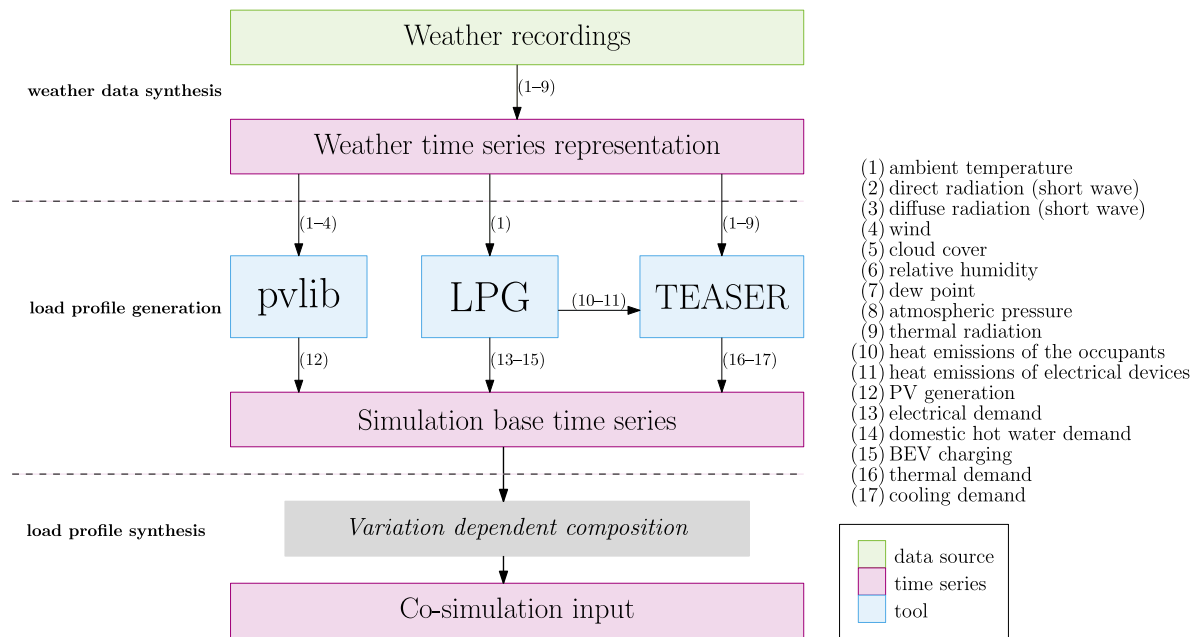 Weather recordings
weather data synthesis
(1–9)
Weather time series representation
(1–4)
(1)
(1–9)
load profile generation
pvlib
LPG
(10–11)
TEASER
(12)
(13–15)
(16–17)
Simulation base time series
load profile synthesis
Variation dependent composition
Co-simulation input
(1) ambient temperature
(2) direct radiation (short wave)
(3) diffuse radiation (short wave)
(4) wind
(5) cloud cover
(6) relative humidity
(7) dew point
(8) atmospheric pressure
(9) thermal radiation
(10) heat emissions of the occupants
(11) heat emissions of electrical devices
(12) PV generation
(13) electrical demand
(14) domestic hot water demand
(15) BEV charging
(16) thermal demand
(17) cooling demand
data source
time series
tool